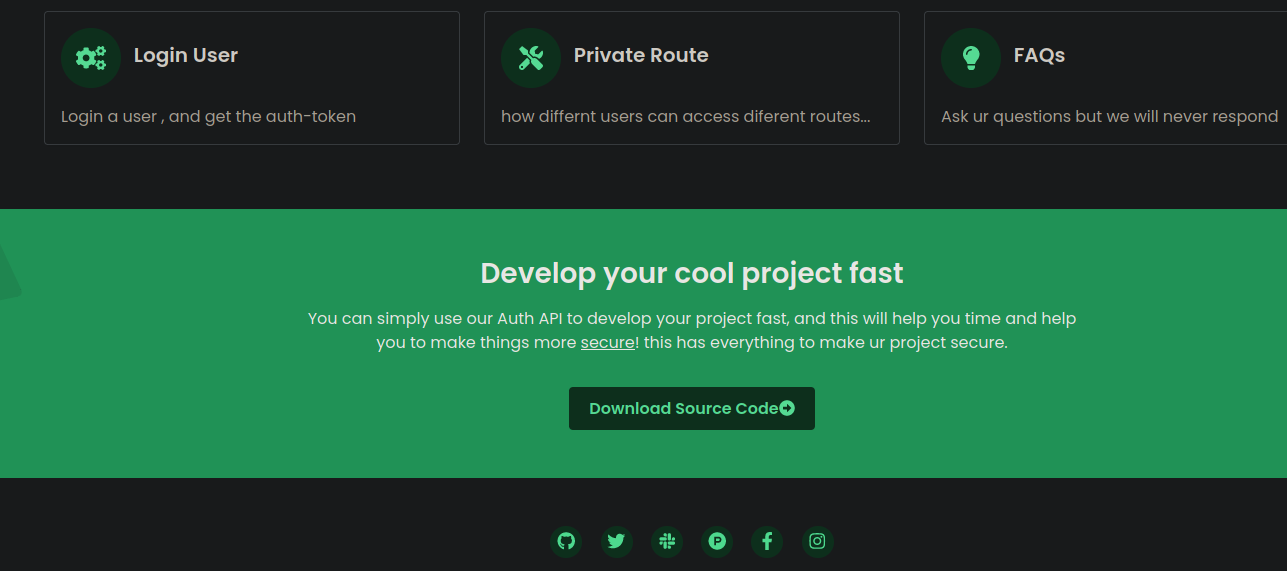 Login User
Private Route
FAQs
Login a user , and get the auth-token
how differnt users can access diferent routes...
Ask ur questions but we will never respond
Develop your cool project fast
You can simply use our Auth API to develop your project fast, and this will help you time and help
you to make things more secure! this has everything to make ur project secure.
Download Source Code